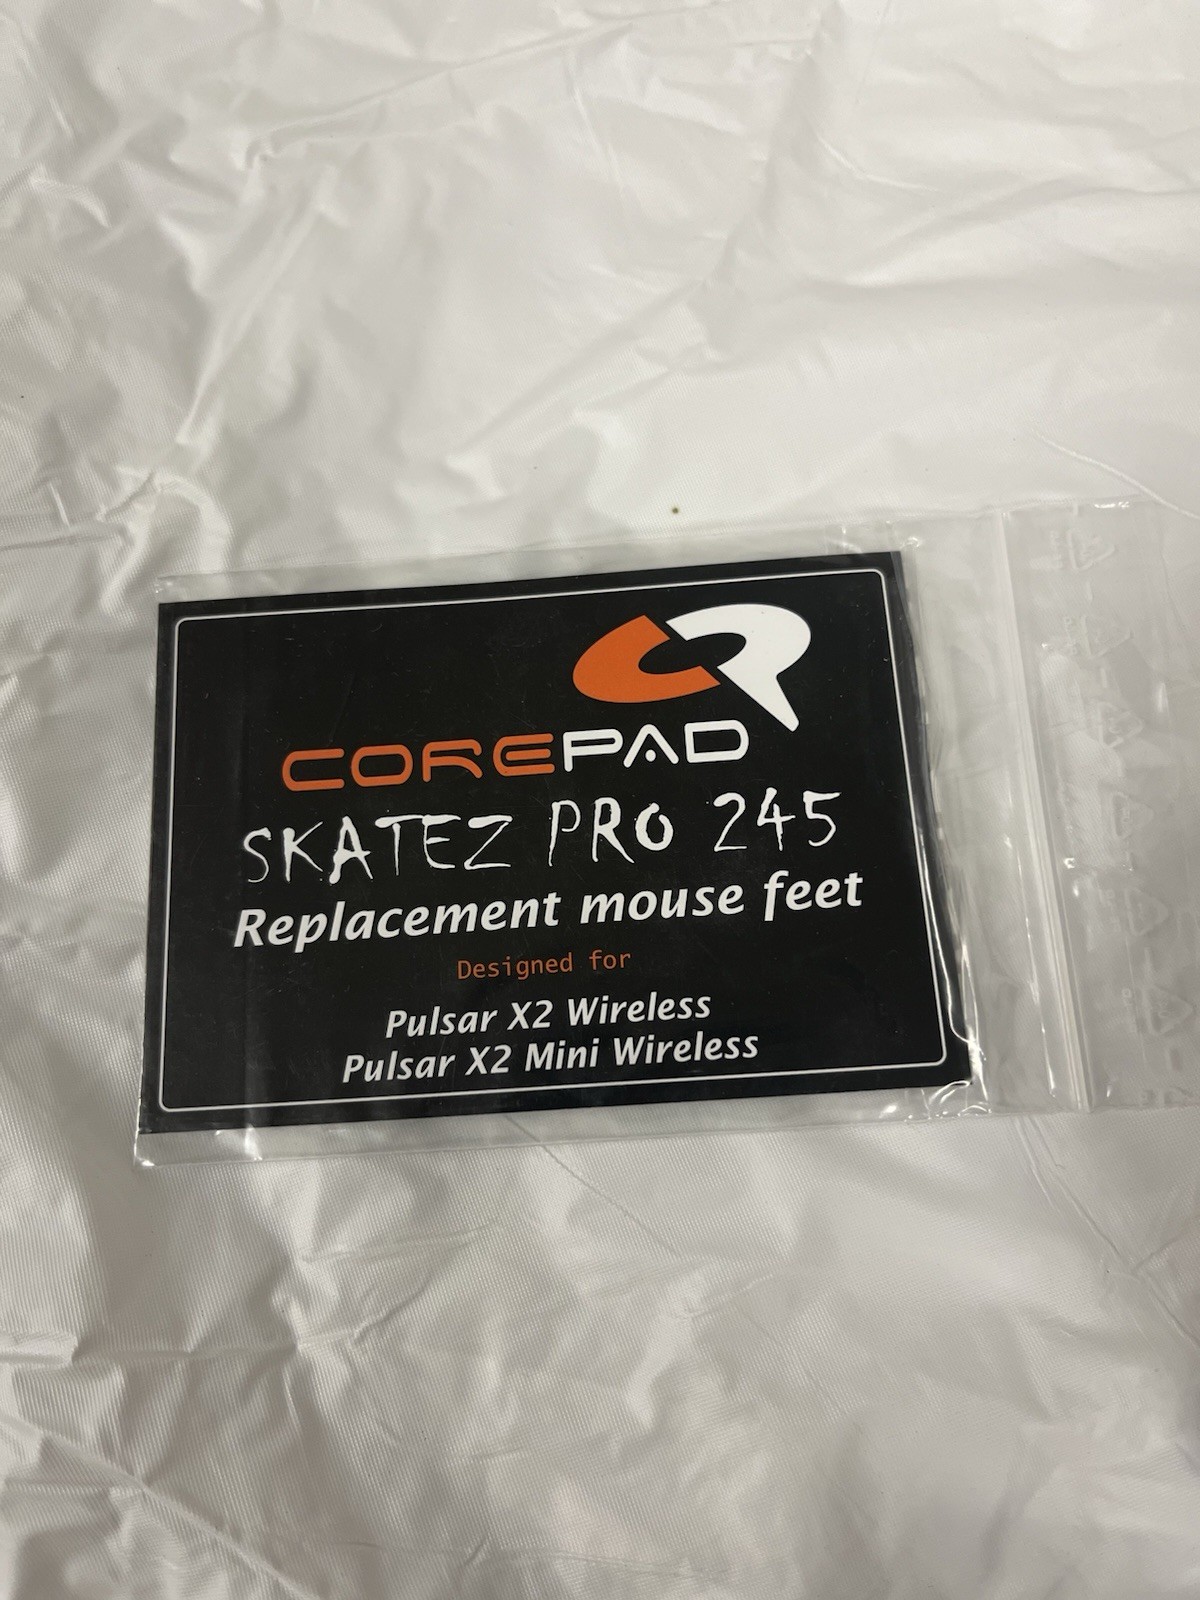 COREPAD
SKATEZ PRO 245
Replacement mouse feet
Designed for
Pulsar X2 Wireless
Pulsar X2 Mini Wireless